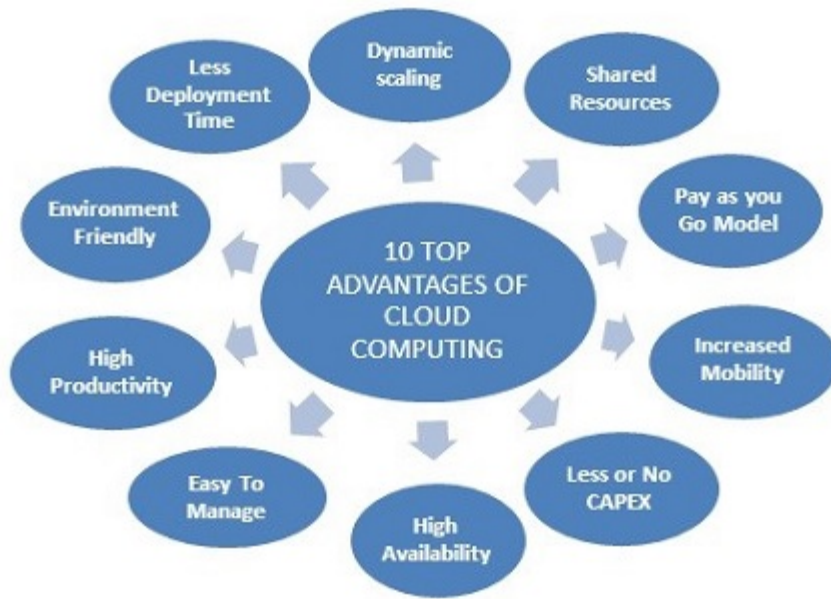 10 TOP
ADVANTAGES OF
CLOUD
COMPUTING
Dynamic
scaling
Shared
Resources
Pay as you
Go Model
Increased
Mobility
Less or No
CAPEX
High
Availability
Easy To
Manage
High
Productivity
Environment
Friendly
Less
Deployment
Time